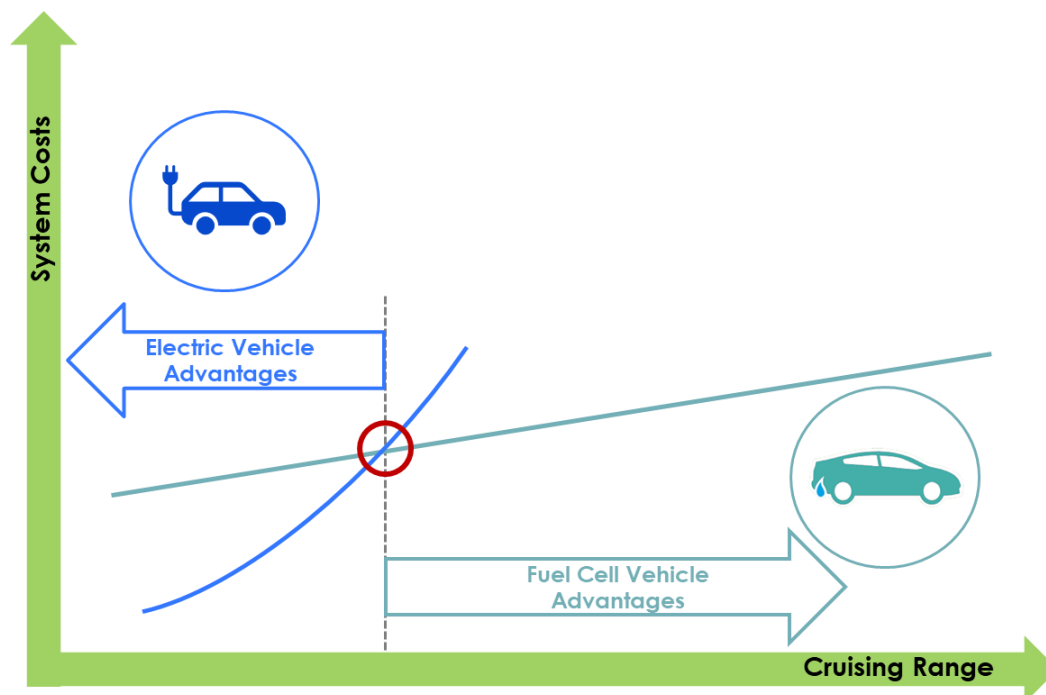 System Costs
Electric Vehicle
Advantages
Fuel Cell Vehicle
Advantages
Cruising Range